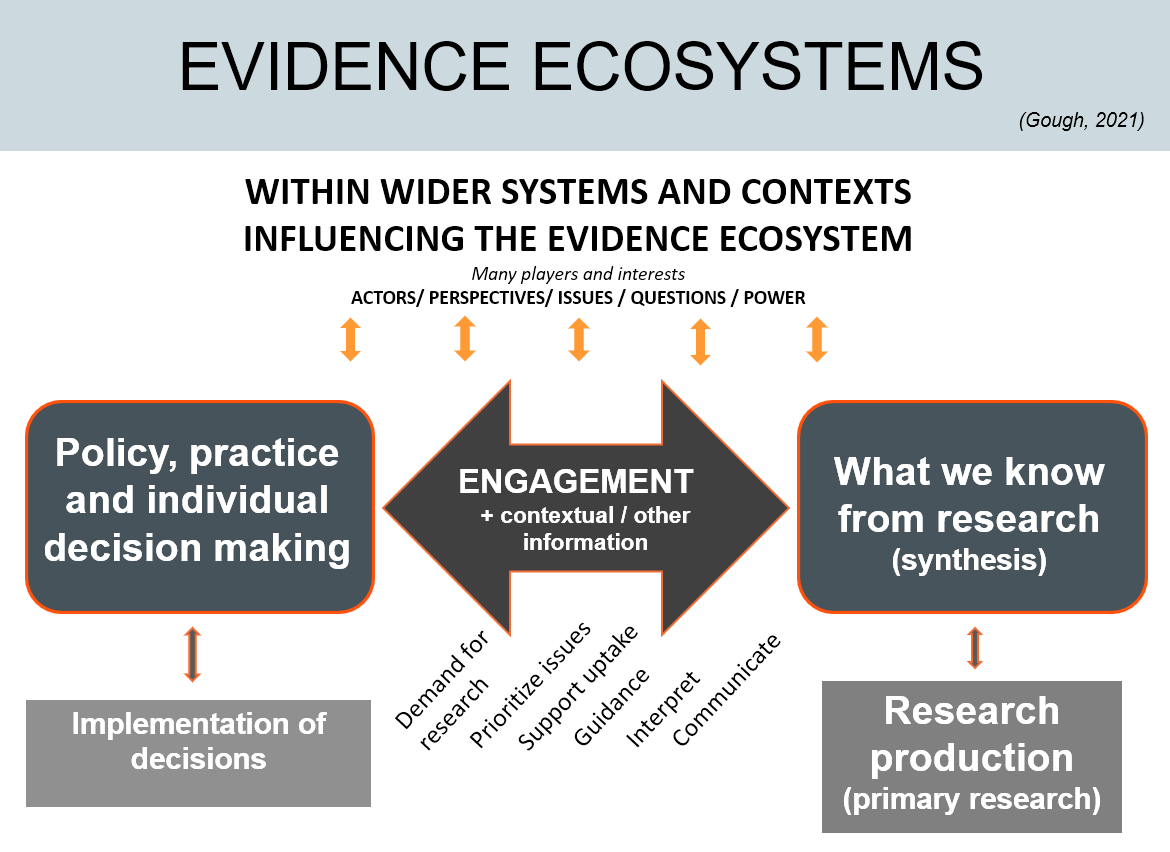 EVIDENCE ECOSYSTEMS
(Gough, 2021)
WITHIN WIDER SYSTEMS AND CONTEXTS
INFLUENCING THE EVIDENCE ECOSYSTEM
Many players and interests
ACTORS/ PERSPECTIVES/ ISSUES / QUESTIONS / POWER
Policy, practice
and individual
decision making
ENGAGEMENT
+ contextual / other
information
What we know
from research
(synthesis)
Demand for
research
Prioritize issues
Support uptake
Guidance
Interpret
Communicate
Implementation of
decisions
Research
production
(primary research)